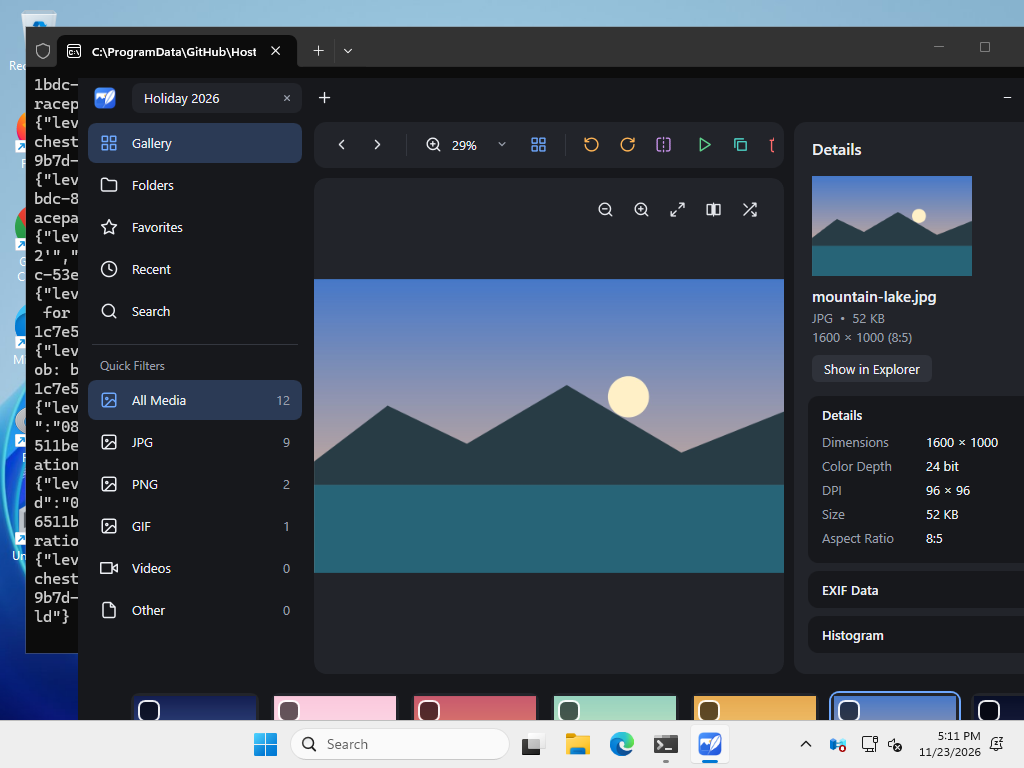 C:\ProgramData\GitHub\Host
1bdc-
racep
{"lev
chest
9b7d-
{"lev
bdc-8
acepa
{"lev
2'","
c-53e
{"lev
for
1c7e5
{"lev
ob: b
1c7e5
{"lev
":"08
511be
ation
{"lev
d":"0
6511b
ratio
{"lev
chest
9b7d-
ld"}
Holiday 2026
Gallery
Folders
Favorites
Recent
Search
Quick Filters
All Media 12
JPG 9
PNG 2
GIF 1
Videos 0
Other 0
29%
Details
mountain-lake.jpg
JPG • 52 KB
1600 × 1000 (8:5)
Show in Explorer
Details
Dimensions 1600 × 1000
Color Depth 24 bit
DPI 96 × 96
Size 52 KB
Aspect Ratio 8:5
EXIF Data
Histogram
Search
5:11 PM
11/23/2026